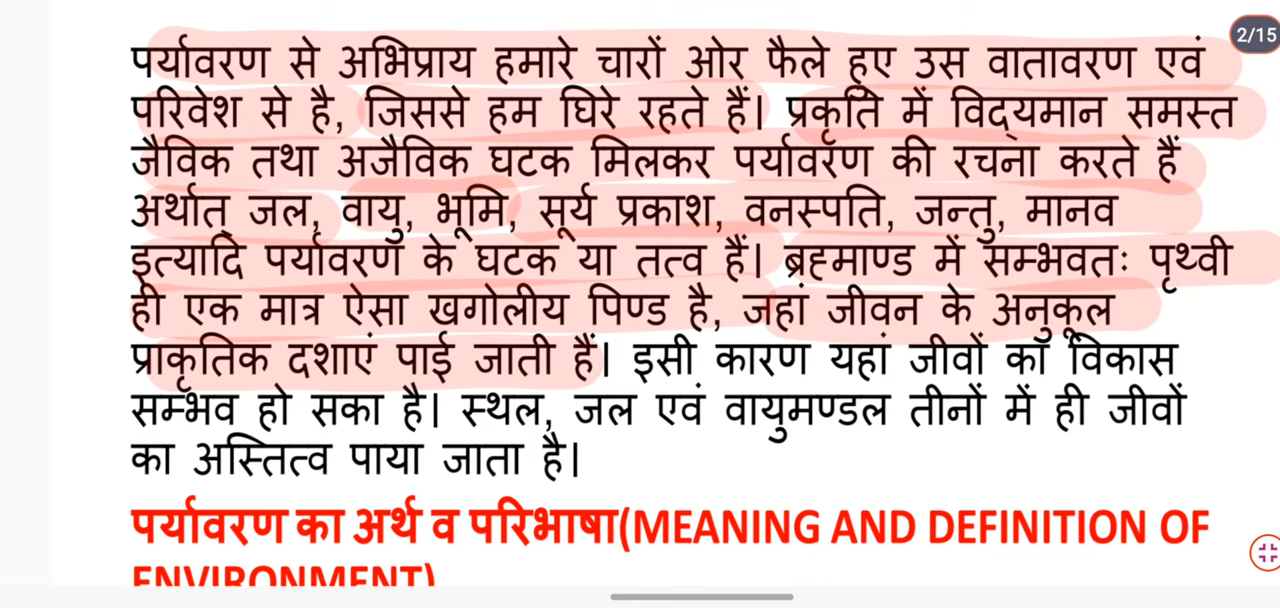 2/15
पर्यावरण से अभिप्राय हमारे चारों ओर फैले हुए उस वातावरण एवं
परिवेश से है, जिससे हम घिरे रहते हैं। प्रकृति में विद्यमान समस्त
जैविक तथा अजैविक घटक मिलकर पर्यावरण की रचना करते हैं
अर्थात् जल, वायु, भूमि, सूर्य प्रकाश, वनस्पति, जन्तु, मानव
इत्यादि पर्यावरण के घटक या तत्व हैं। ब्रह्माण्ड में सम्भवतः पृथ्वी
ही एक मात्र ऐसा खगोलीय पिण्ड है, जहां जीवन के अनुकूल
प्राकृतिक दशाएं पाई जाती हैं। इसी कारण यहां जीवों का विकास
सम्भव हो सका है। स्थल, जल एवं वायुमण्डल तीनों में ही जीवों
का अस्तित्व पाया जाता है।
पर्यावरण का अर्थ व परिभाषा(MEANING AND DEFINITION OF
ENVIRONMENT)